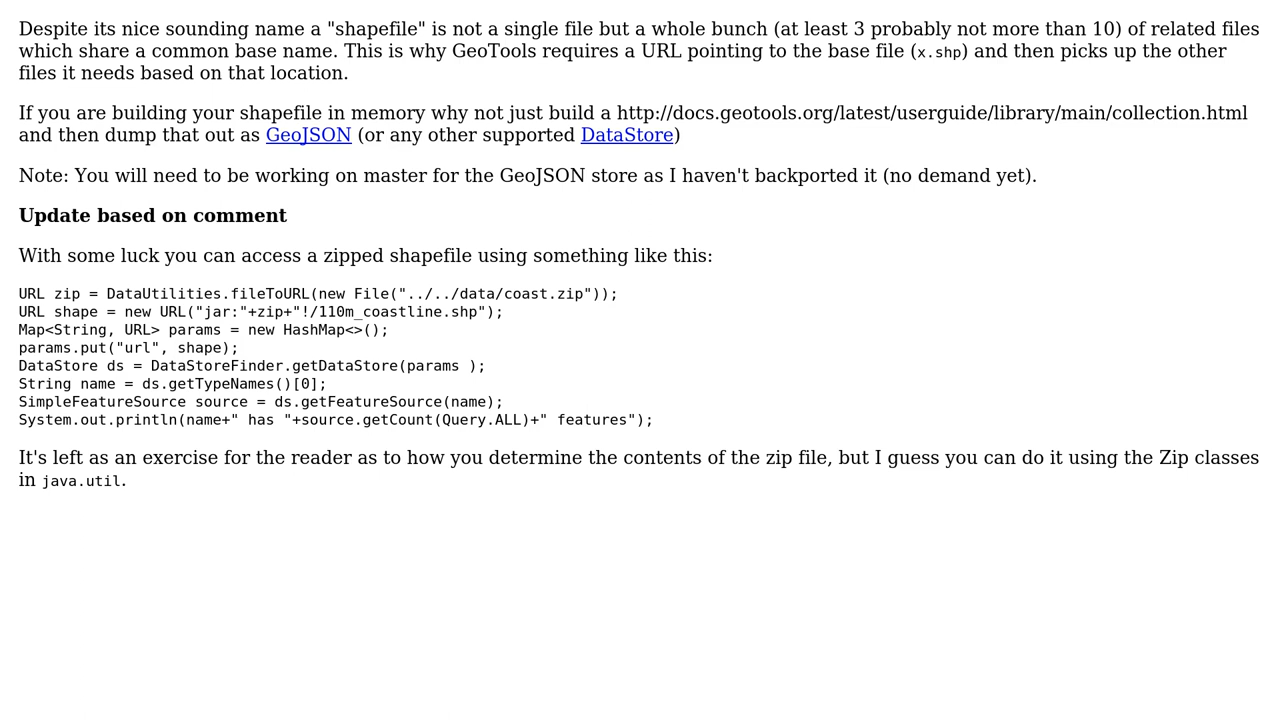 Despite its nice sounding name a "shapefile" is not a single file but a whole bunch (at least 3 probably not more than 10) of related files
which share a common base name. This is why GeoTools requires a URL pointing to the base file (x.shp) and then picks up the other
files it needs based on that location.
If you are building your shapefile in memory why not just build a http://docs.geotools.org/latest/userguide/library/main/collection.html
and then dump that out as GeoJSON (or any other supported DataStore)
Note: You will need to be working on master for the GeoJSON store as I haven't backported it (no demand yet).
Update based on comment
With some luck you can access a zipped shapefile using something like this:
URL zip = DataUtilities.fileToURL(new File("../../data/coast.zip"));
URL shape = new URL("jar:"+zip+"!/110m_coastline.shp");
Map<String, URL> params = new HashMap<>();
params.put("url", shape);
DataStore ds = DataStoreFinder.getDataStore(params );
String name = ds.getTypeNames()[0];
SimpleFeatureSource source = ds.getFeatureSource(name);
System.out.println(name+" has "+source.getCount(Query.ALL)+" features");
It's left as an exercise for the reader as to how you determine the contents of the zip file, but I guess you can do it using the Zip classes
in java.util.